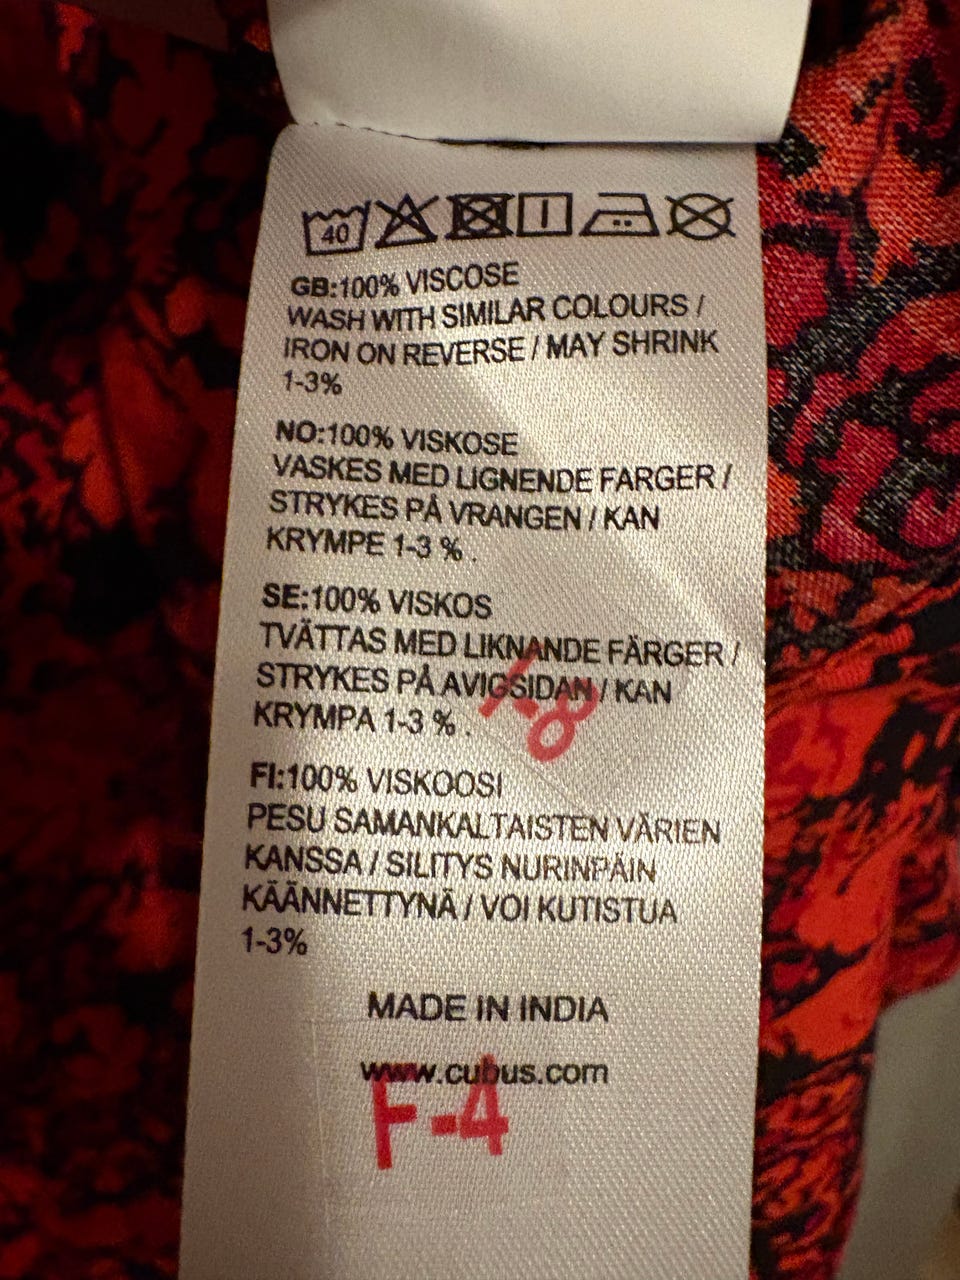 40
GB:100% VISCOSE
WASH WITH SIMILAR COLOURS /
IRON ON REVERSE / MAY SHRINK
1-3%
NO:100% VISKOSE
VASKES MED LIGNENDE FARGER /
STRYKES PÅ VRANGEN / KAN
KRYMPE 1-3 % .
SE:100% VISKOS
TVÄTTAS MED LIKNANDE FÄRGER /
STRYKES PÅ AVIGSIDAN / KAN
KRYMPA 1-3 % .
FI:100% VISKOOSI
PESU SAMANKALTAISTEN VÄRIEN
KANSSA / SILITYS NURINPÄIN
KÄÄNNETTYNÄ / VOI KUTISTUA
1-3%
MADE IN INDIA
www.cubus.com
F-4